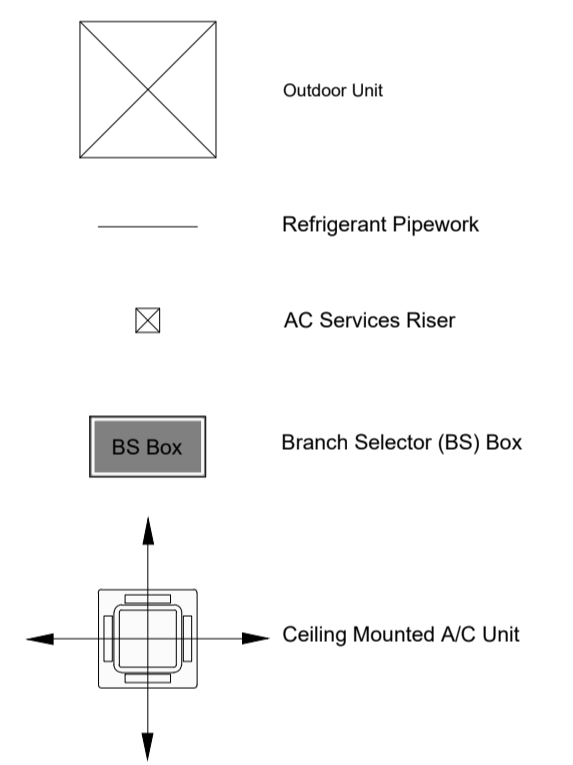 Outdoor Unit
Refrigerant Pipework
AC Services Riser
BS Box
Branch Selector (BS) Box
Ceiling Mounted A/C Unit